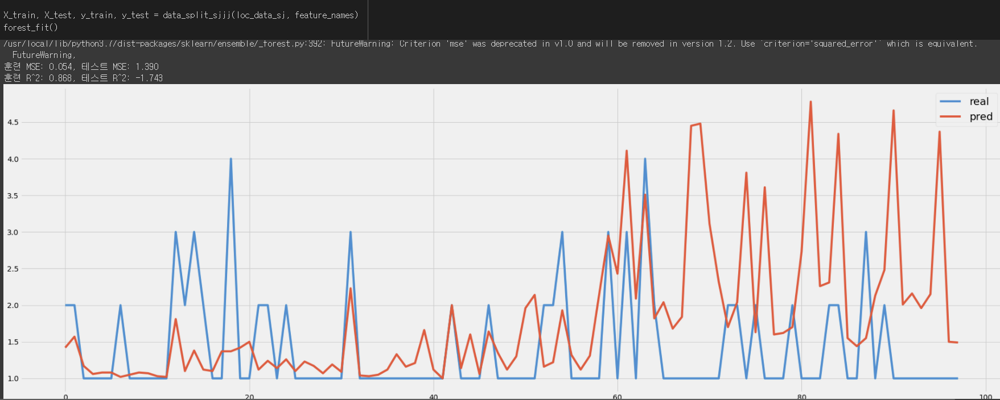 X_train, X_test, y_train, y_test = data_split_sjjj(loc_data_sj, feature_names)
forest_fit()
/usr/local/lib/python3.7/dist-packages/sklearn/ensemble/_forest.py:392: FutureWarning: Criterion 'mse' was deprecated in v1.0 and will be removed in version 1.2. Use `criterion='squared_error'` which is equivalent.
FutureWarning,
훈련 MSE: 0.054, 테스트 MSE: 1.390
훈련 R^2: 0.868, 테스트 R^2: -1.743
real
pred
4.5
4.0
3.5
3.0
2.5
2.0
1.5
1.0
0 20 40 60 80 100